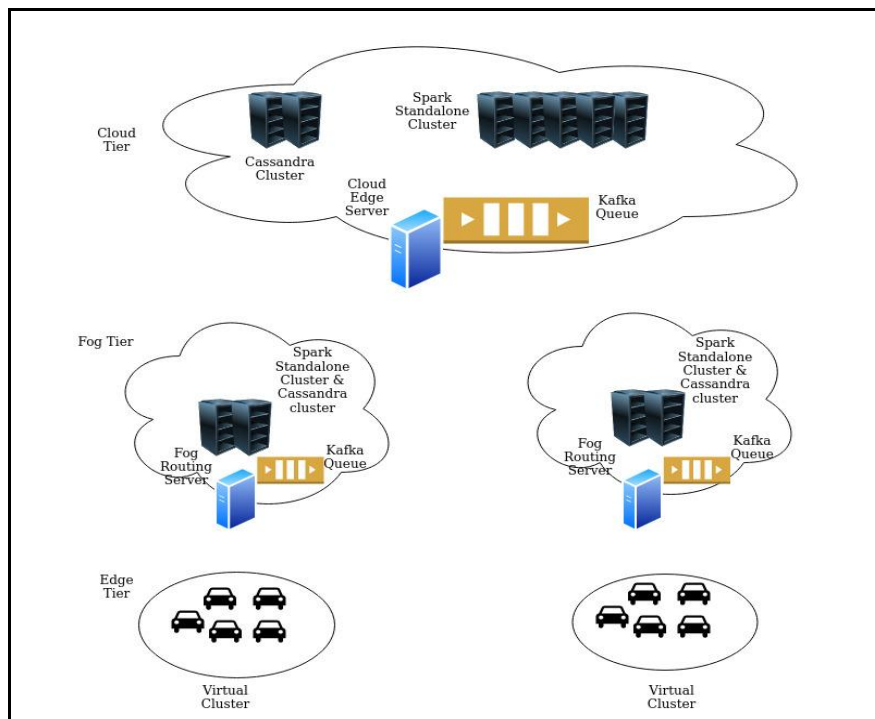 Cloud
Tier
Cassandra
Cluster
Spark
Standalone
Cluster
Cloud
Edge
Server
Kafka
Queue
Fog Tier
Spark
Standalone
Cluster &
Cassandra
cluster
Fog
Routing
Server
Kafka
Queue
Spark
Standalone
Cluster &
Cassandra
cluster
Fog
Routing
Server
Kafka
Queue
Edge
Tier
Virtual
Cluster
Virtual
Cluster